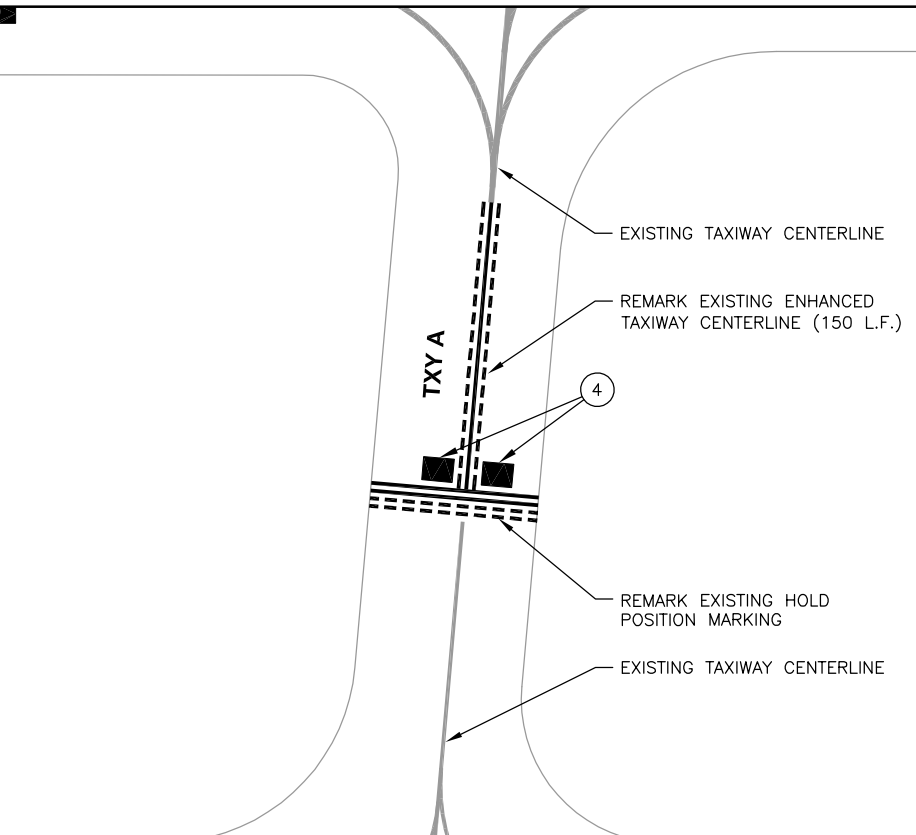 EXISTING TAXIWAY CENTERLINE
REMARK EXISTING ENHANCED
TAXIWAY CENTERLINE (150 L.F.)
TXY A
4
REMARK EXISTING HOLD
POSITION MARKING
EXISTING TAXIWAY CENTERLINE